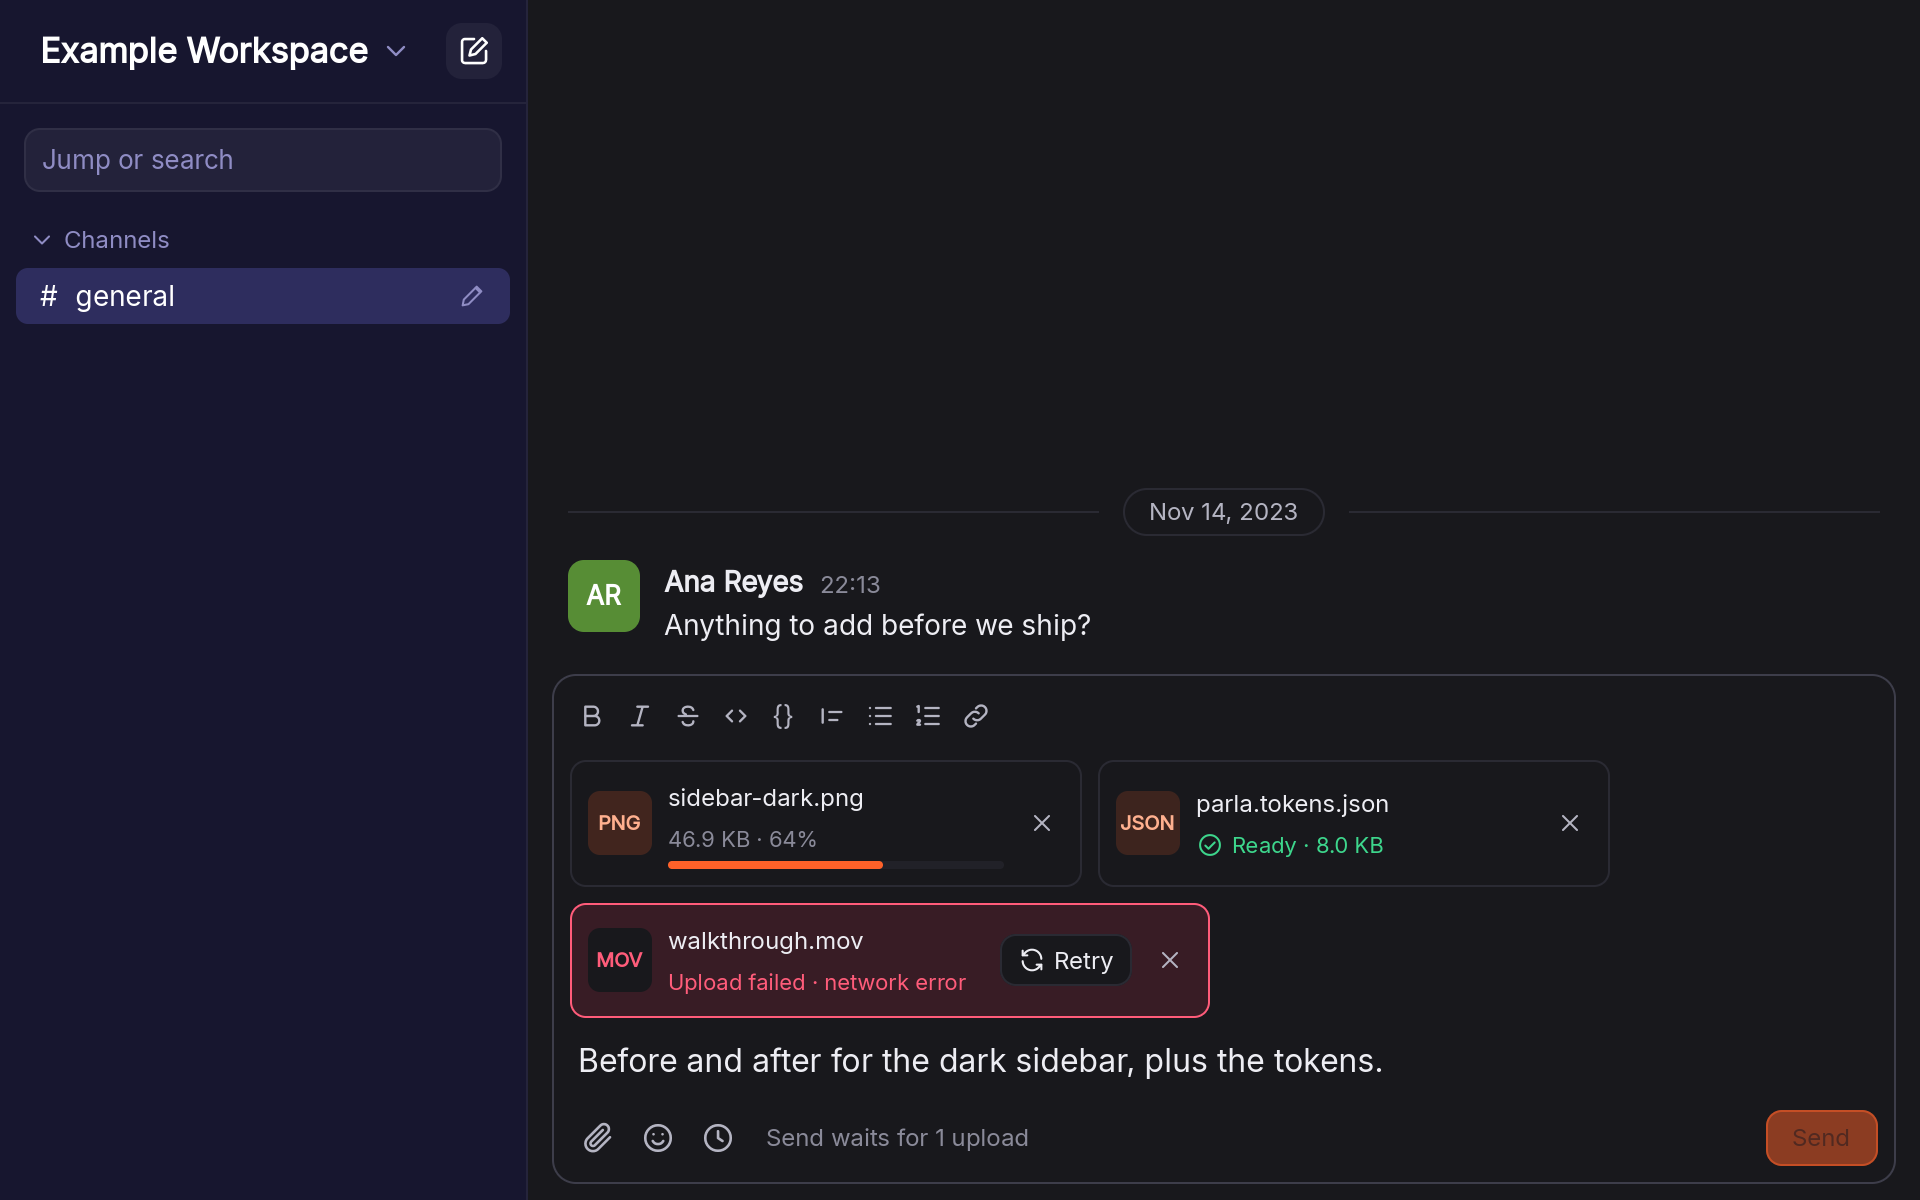 Example Workspace
Jump or search
Channels
# general
Nov 14, 2023
AR
Ana Reyes 22:13
Anything to add before we ship?
PNG
sidebar-dark.png
46.9 KB · 64%
JSON
parla.tokens.json
Ready · 8.0 KB
MOV
walkthrough.mov
Upload failed · network error
Retry
Before and after for the dark sidebar, plus the tokens.
Send waits for 1 upload
Send